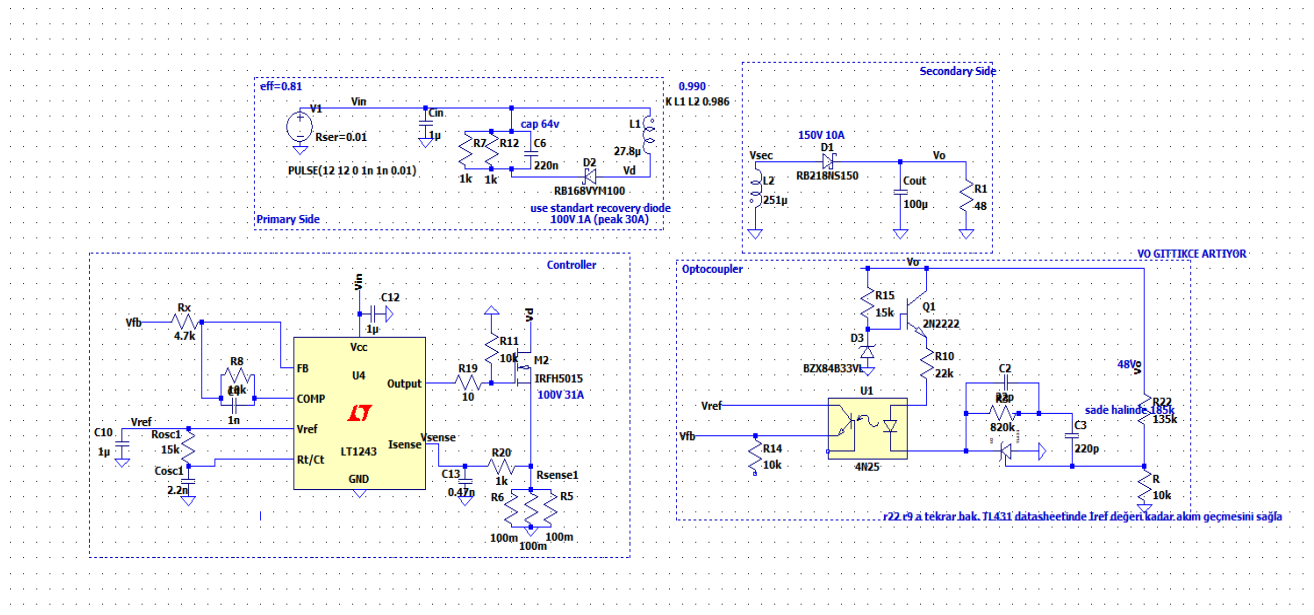 eff=0.81
V1
Vin
Rser=0.01
PULSE(12 12 0 1n 1n 0.01)
Cin
1µ
cap 64v
R7
R12
C6
220n
1k
1k
D2
RB168VYM100
Vd
L1
27.8µ
0.990
K L1 L2 0.986
use standart recovery diode
100V 1A (peak 30A)
Primary Side
Secondary Side
150V 10A
D1
RB218NS150
Vsec
L2
251µ
Vo
Cout
100µ
R1
48
Controller
Vin
C12
1µ
Rx
4.7k
Vfb
R8
1n
Vref
C10
1µ
Rosc1
15k
Cosc1
2.2n
Vcc
U4
FB
COMP
Vref
Rt/Ct
Output
Isense
LT1243
GND
R19
10
R11
10k
Vd
M2
IRFH5015
100V 31A
Vsense
C13
0.47n
R20
1k
Rsense1
R6
R5
100m
100m
100m
VO GITTIKCE ARTIYOR
Optocoupler
Vo
R15
15k
Q1
2N2222
D3
BZX84B33VL
R10
22k
U1
4N25
Vref
Vfb
R14
10k
C2
22p
820k
C3
220p
48V
Vo
sade halinde 185k
R22
135k
R
10k
r22 r9 a tekrar bak. TL431 datasheetinde Iref değeri kadar akım geçmesini sağla